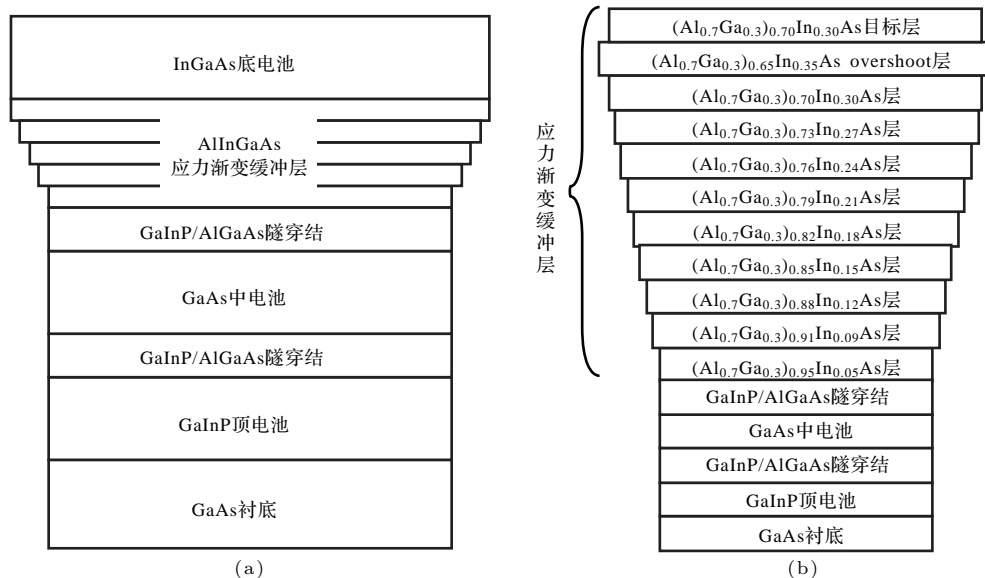 InGaAs底电池
AlInGaAs
应力渐变缓冲层
GaInP/AlGaAs隧穿结
GaAs中电池
GaInP/AlGaAs隧穿结
GaInP顶电池
GaAs衬底
(a)
应力渐变缓冲层
(Al0.7Ga0.3)0.70In0.30As目标层
(Al0.7Ga0.3)0.65In0.35As overshoot层
(Al0.7Ga0.3)0.70In0.30As层
(Al0.7Ga0.3)0.73In0.27As层
(Al0.7Ga0.3)0.76In0.24As层
(Al0.7Ga0.3)0.79In0.21As层
(Al0.7Ga0.3)0.82In0.18As层
(Al0.7Ga0.3)0.85In0.15As层
(Al0.7Ga0.3)0.88In0.12As层
(Al0.7Ga0.3)0.91In0.09As层
(Al0.7Ga0.3)0.95In0.05As层
GaInP/AlGaAs隧穿结
GaAs中电池
GaInP/AlGaAs隧穿结
GaInP顶电池
GaAs衬底
(b)